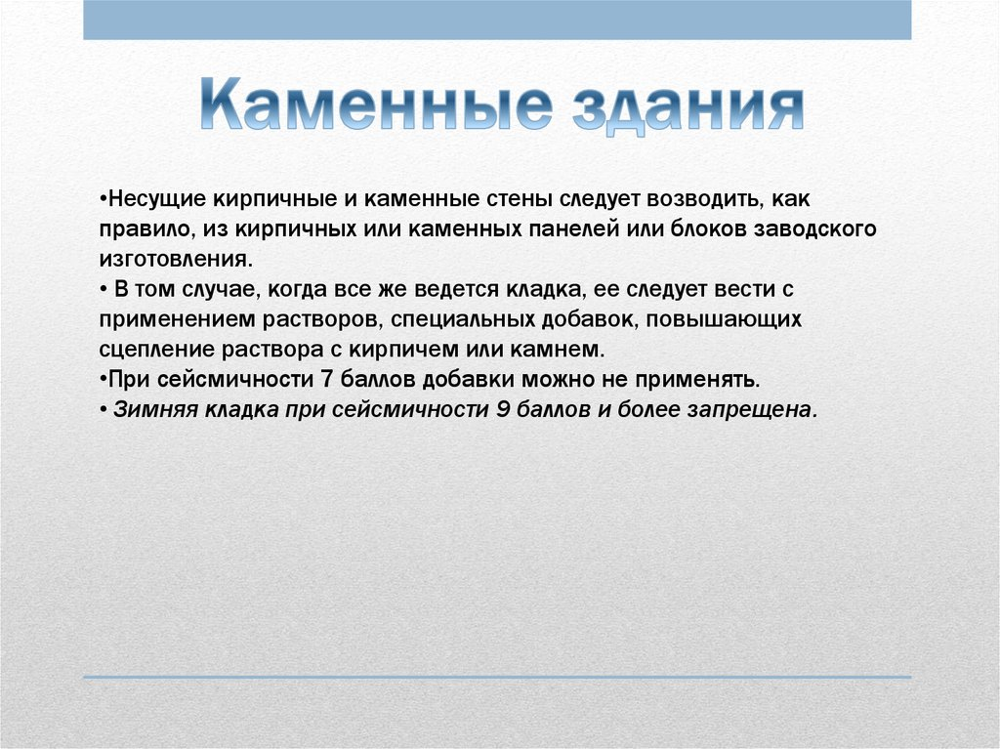 Каменные здания
•Несущие кирпичные и каменные стены следует возводить, как
правило, из кирпичных или каменных панелей или блоков заводского
изготовления.
• В том случае, когда все же ведется кладка, ее следует вести с
применением растворов, специальных добавок, повышающих
сцепление раствора с кирпичем или камнем.
•При сейсмичности 7 баллов добавки можно не применять.
• Зимняя кладка при сейсмичности 9 баллов и более запрещена.